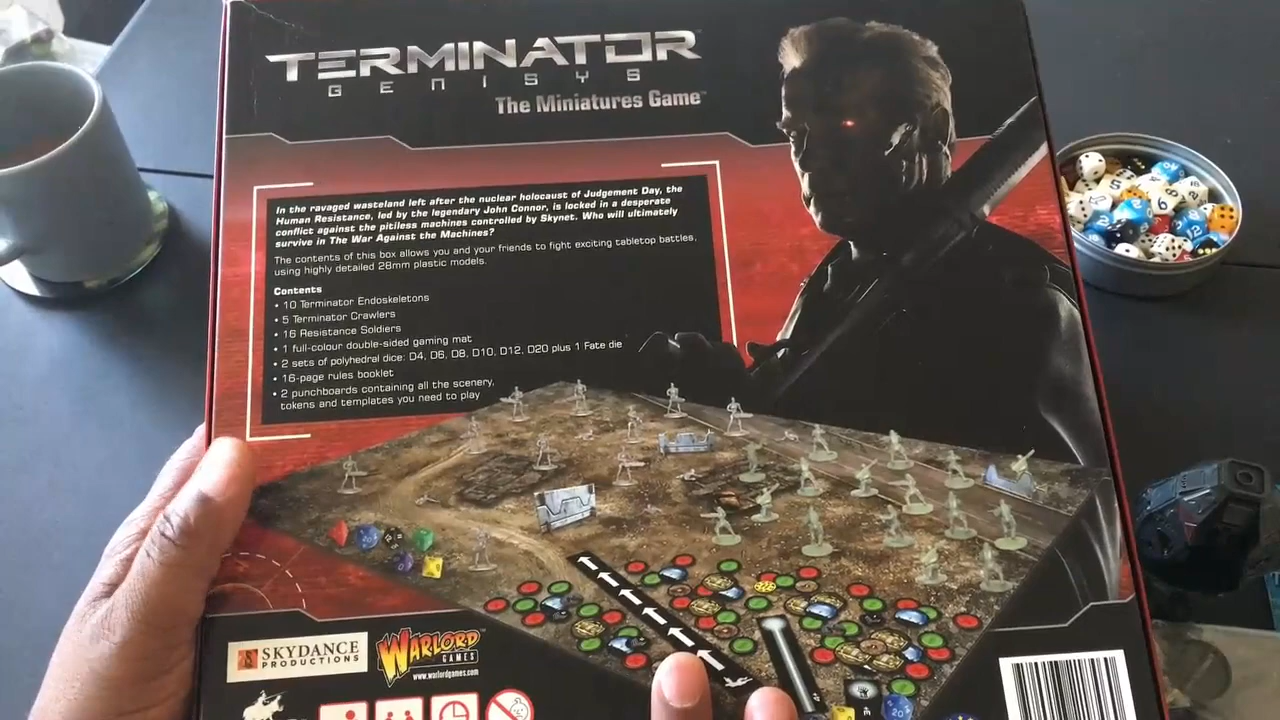 TERMINATOR
GENISYS
The Miniatures Game™
In the ravaged wasteland left after the nuclear holocaust of Judgement Day, the
Human Resistance, led by the legendary John Connor, is locked in a desperate
conflict against the pitiless machines controlled by Skynet. Who will ultimately
survive in The War Against the Machines?
The contents of this box allows you and your friends to fight exciting tabletop battles,
using highly detailed 28mm plastic models.
Contents
• 10 Terminator Endoskeletons
• 5 Terminator Crawlers
• 16 Resistance Soldiers
• 1 full-colour double-sided gaming mat
• 2 sets of polyhedral dice: D4, D6, D8, D10, D12, D20 plus 1 Fate die
• 16-page rules booklet
• 2 punchboards containing all the scenery,
tokens and templates you need to play
SKYDANCE
PRODUCTIONS
WARLORD
GAMES
www.warlordgames.com